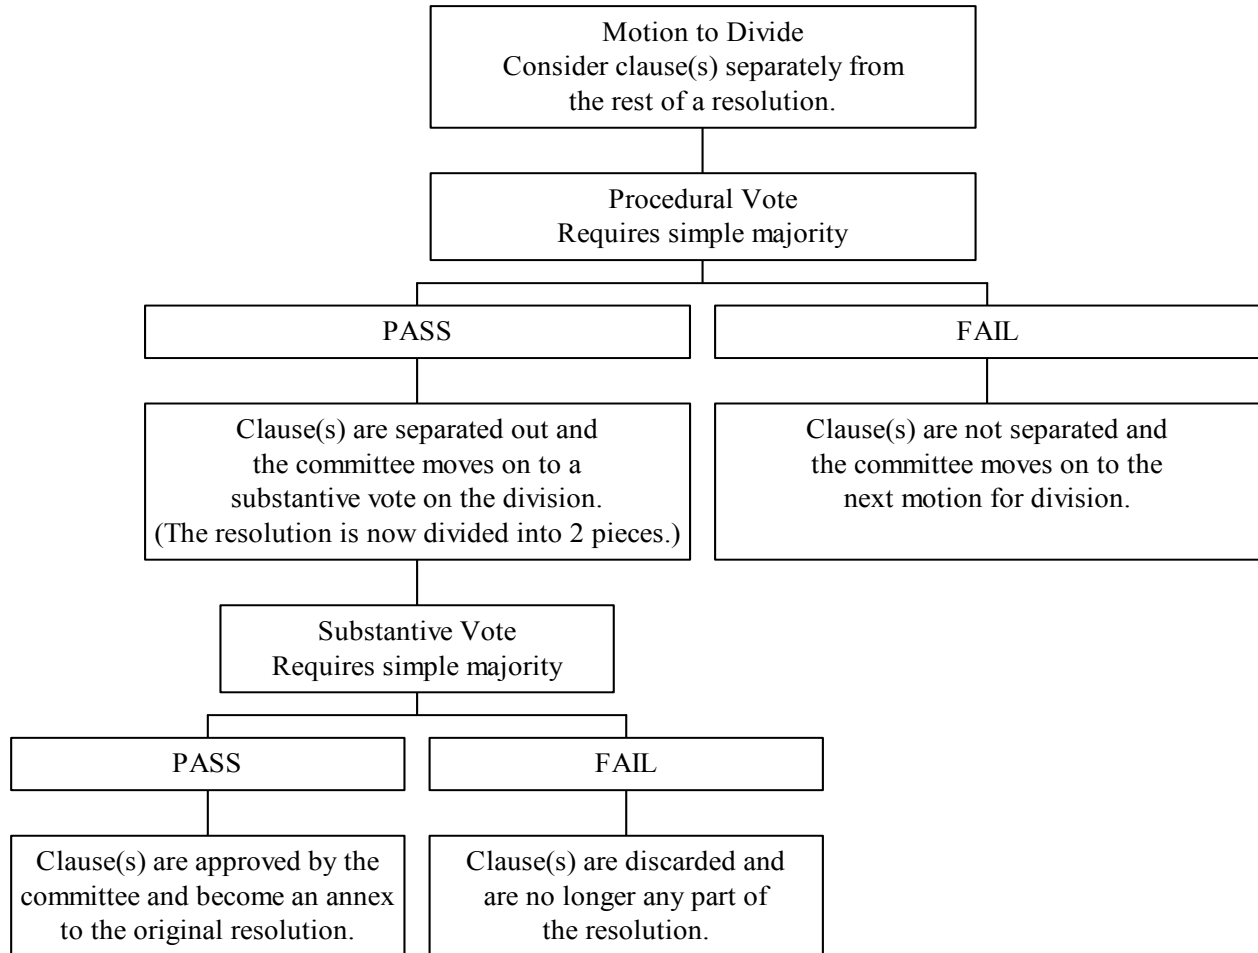 Motion to Divide
Consider clause(s) separately from
the rest of a resolution.
Procedural Vote
Requires simple majority
PASS
FAIL
Clause(s) are separated out and
the committee moves on to a
substantive vote on the division.
(The resolution is now divided into 2 pieces.)
Clause(s) are not separated and
the committee moves on to the
next motion for division.
Substantive Vote
Requires simple majority
PASS
FAIL
Clause(s) are approved by the
committee and become an annex
to the original resolution.
Clause(s) are discarded and
are no longer any part of
the resolution.